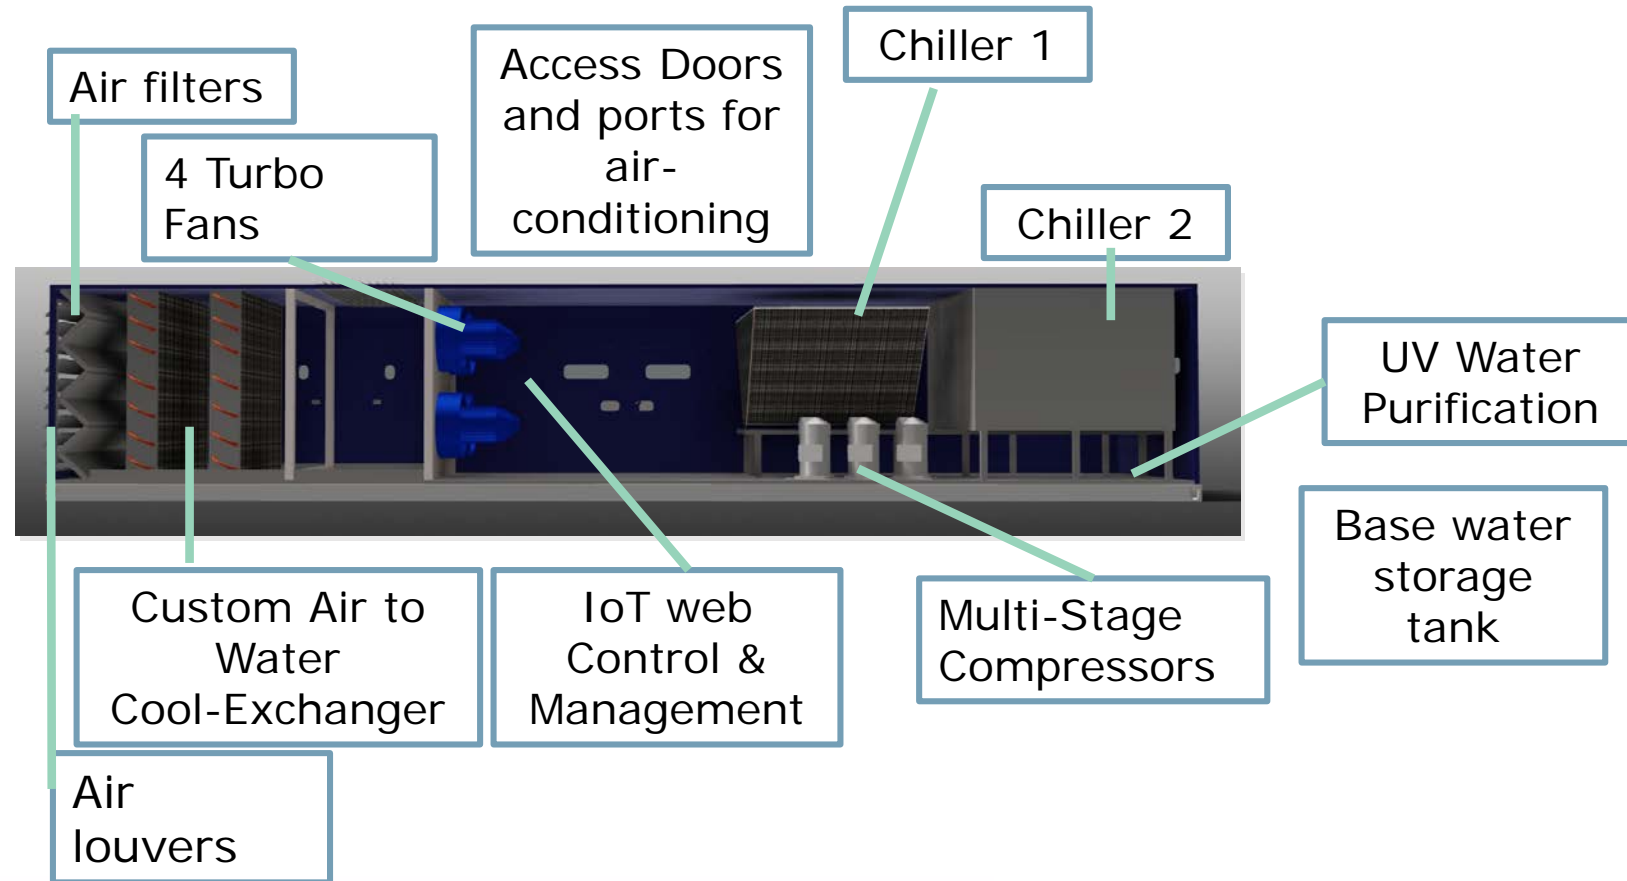 Air filters
4 Turbo
Fans
Access Doors
and ports for
air-
conditioning
Chiller 1
Chiller 2
UV Water
Purification
Base water
storage
tank
Multi-Stage
Compressors
IoT web
Control &
Management
Custom Air to
Water
Cool-Exchanger
Air
louvers